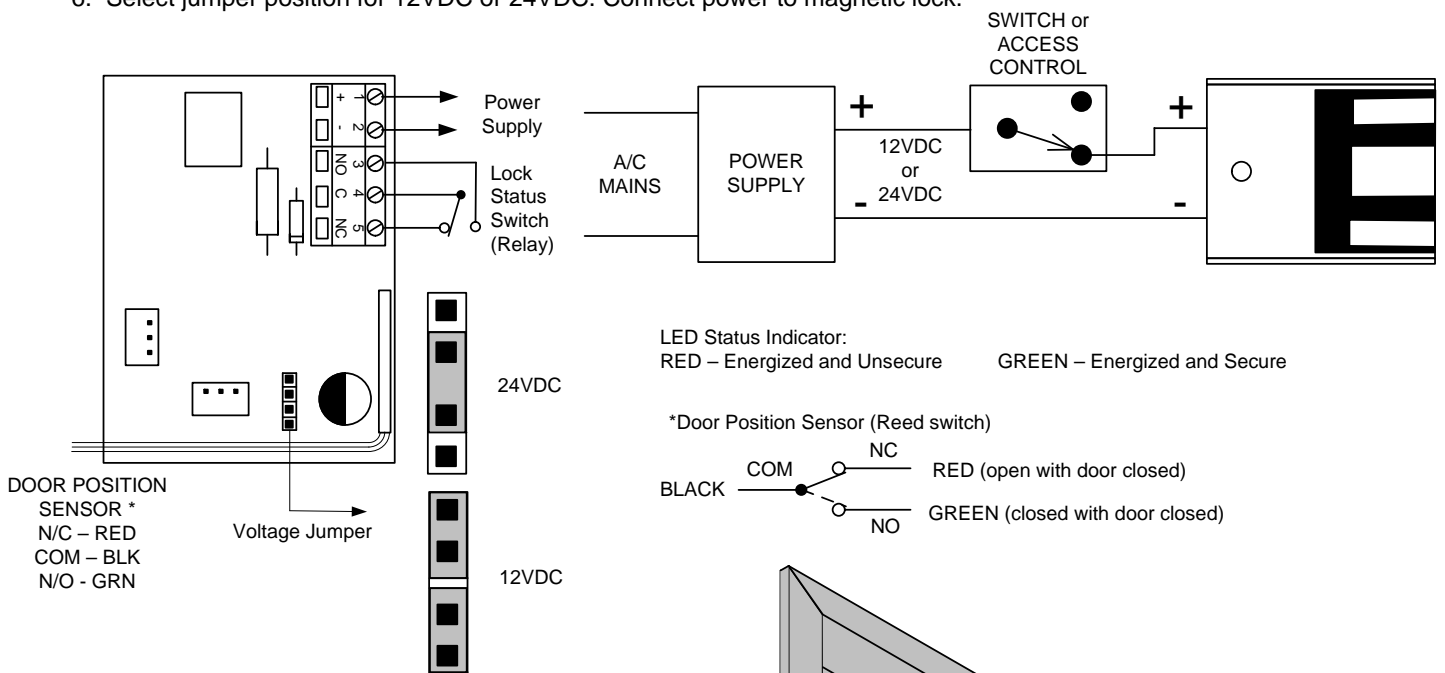 6. Select jumper position for 12VDC or 24VDC. Connect power to magnetic lock.
SWITCH or
ACCESS
CONTROL
+ 1
- 2
NO 3
C 4
NC 5
Power
Supply
Lock
Status
Switch
(Relay)
A/C
MAINS
POWER
SUPPLY
+
12VDC
or
24VDC
-
+
-
24VDC
12VDC
LED Status Indicator:
RED – Energized and Unsecure GREEN – Energized and Secure
*Door Position Sensor (Reed switch)
NC
COM
RED (open with door closed)
BLACK
GREEN (closed with door closed)
NO
DOOR POSITION
SENSOR *
N/C – RED
COM – BLK
N/O - GRN
Voltage Jumper